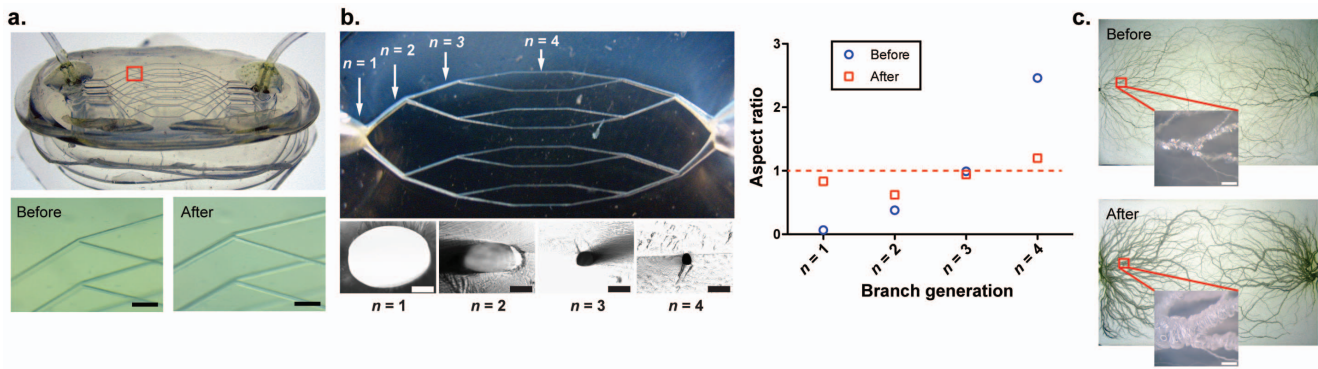 a.
Before
After
b.
n = 1
n = 2
n = 3
n = 4
n = 1
n = 2
n = 3
n = 4
Aspect ratio
3
2
1
0
Before
After
n = 1
n = 2
n = 3
n = 4
Branch generation
c.
Before
After